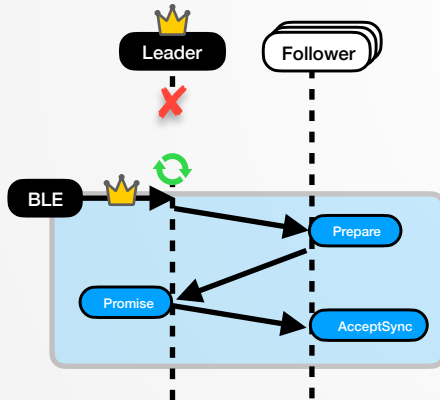 Leader
Follower
BLE
Prepare
Promise
AcceptSync